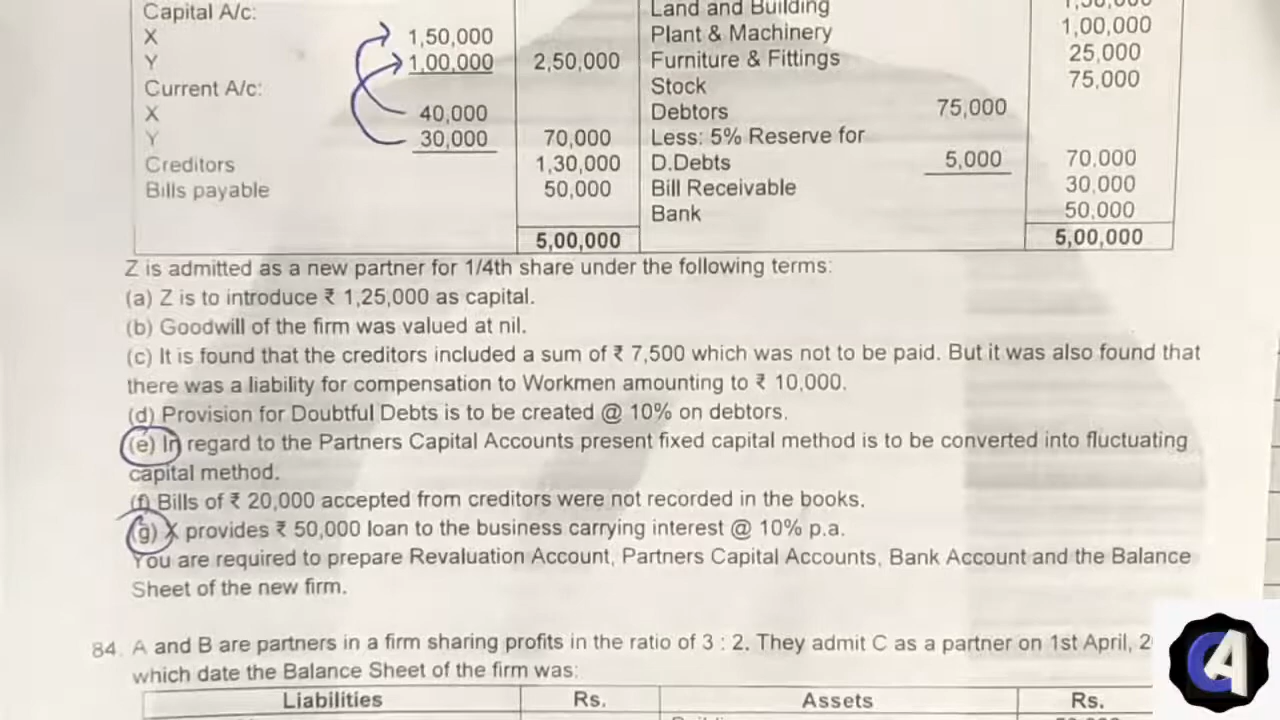 Capital A/c: Land and Building
X 1,50,000 Plant & Machinery 1,00,000
Y 1,00,000 2,50,000 Furniture & Fittings 25,000
Current A/c: Stock 75,000
X 40,000 Debtors 75,000
Y 30,000 70,000 Less: 5% Reserve for
Creditors 1,30,000 D.Debts 5,000 70,000
Bills payable 50,000 Bill Receivable 30,000
Bank 50,000
5,00,000 5,00,000
Z is admitted as a new partner for 1/4th share under the following terms:
(a) Z is to introduce ₹ 1,25,000 as capital.
(b) Goodwill of the firm was valued at nil.
(c) It is found that the creditors included a sum of ₹ 7,500 which was not to be paid. But it was also found that
there was a liability for compensation to Workmen amounting to ₹ 10,000.
(d) Provision for Doubtful Debts is to be created @ 10% on debtors.
(e) In regard to the Partners Capital Accounts present fixed capital method is to be converted into fluctuating
capital method.
(f) Bills of ₹ 20,000 accepted from creditors were not recorded in the books.
(g) X provides ₹ 50,000 loan to the business carrying interest @ 10% p.a.
You are required to prepare Revaluation Account, Partners Capital Accounts, Bank Account and the Balance
Sheet of the new firm.
84. A and B are partners in a firm sharing profits in the ratio of 3 : 2. They admit C as a partner on 1st April,
which date the Balance Sheet of the firm was:
Liabilities Rs. Assets Rs.
CA